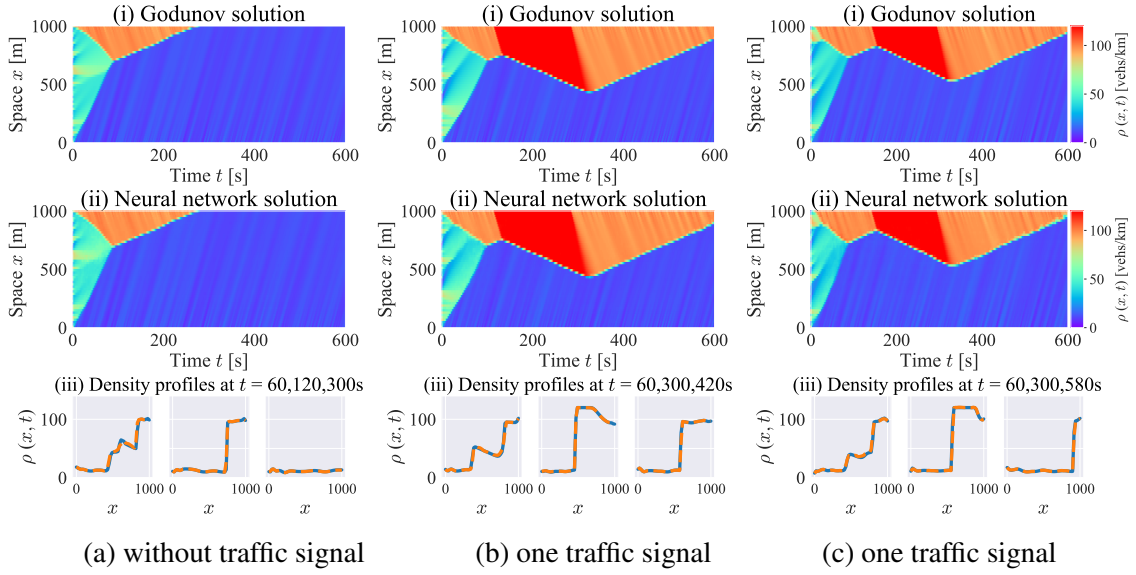 (i) Godunov solution
(i) Godunov solution
(i) Godunov solution
Space x [m]
1000
500
0
0 200 400 600
Time t [s]
Space x [m]
1000
500
0
0 200 400 600
Time t [s]
Space x [m]
1000
500
0
0 200 400 600
Time t [s]
100
50
0
ρ (x, t) [vehs/km]
(ii) Neural network solution
(ii) Neural network solution
(ii) Neural network solution
Space x [m]
1000
500
0
0 200 400 600
Time t [s]
Space x [m]
1000
500
0
0 200 400 600
Time t [s]
Space x [m]
1000
500
0
0 200 400 600
Time t [s]
100
50
0
ρ (x, t) [vehs/km]
(iii) Density profiles at t = 60,120,300s
(iii) Density profiles at t = 60,300,420s
(iii) Density profiles at t = 60,300,580s
ρ (x, t)
100
0
0 1000 0 1000 0 1000
x x x
ρ (x, t)
100
0
0 1000 0 1000 0 1000
x x x
ρ (x, t)
100
0
0 1000 0 1000 0 1000
x x x
(a) without traffic signal
(b) one traffic signal
(c) one traffic signal